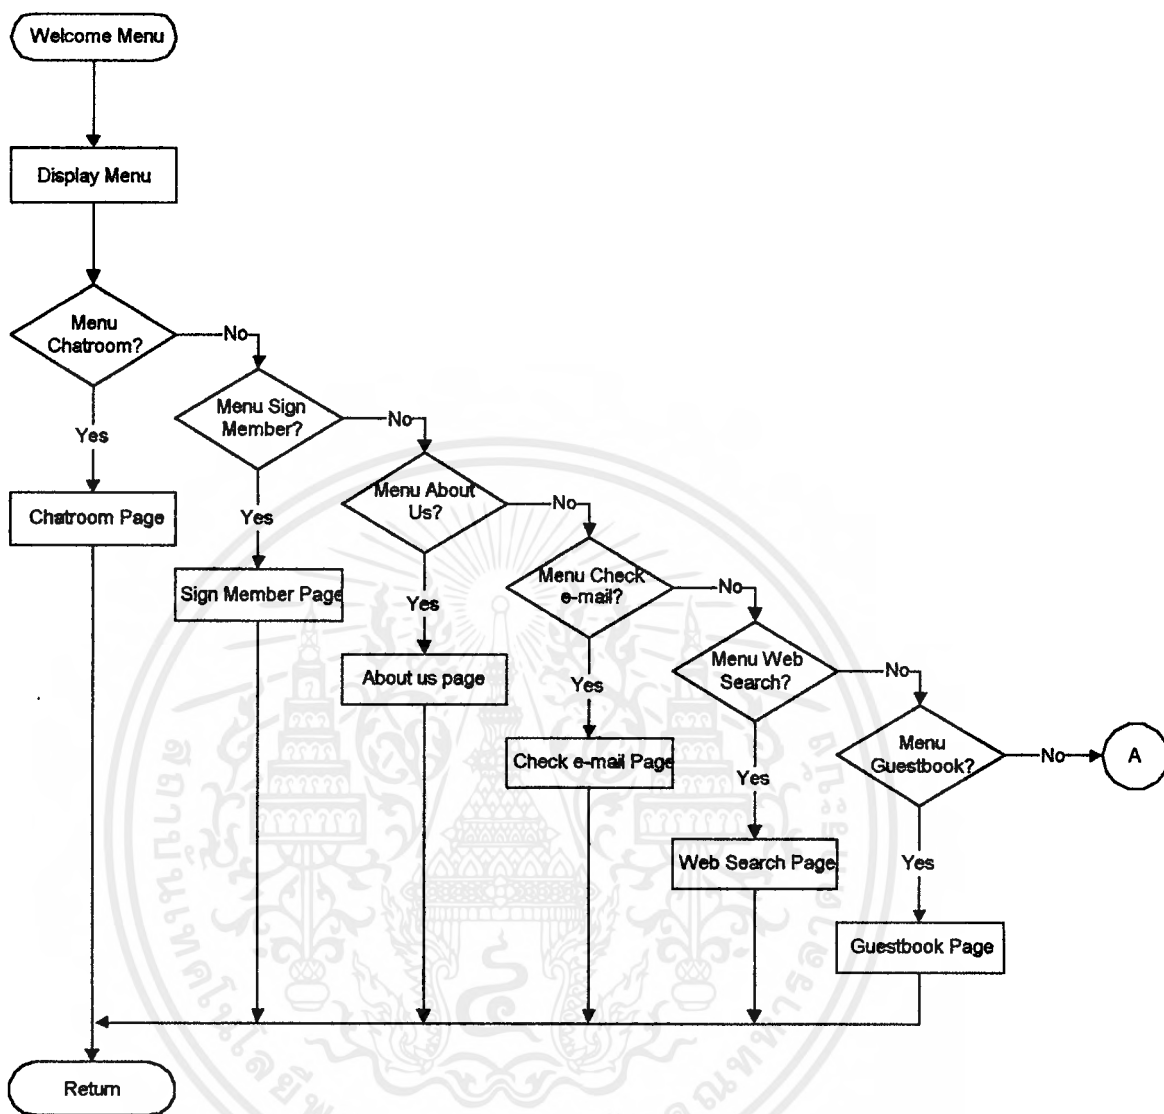 Welcome Menu
Display Menu
Menu
Chatroom?
No
Yes
Chatroom Page
Menu Sign
Member?
No
Yes
Sign Member Page
Menu About
Us?
No
Yes
About us page
Menu Check
e-mail?
No
Yes
Check e-mail Page
Menu Web
Search?
No
Yes
Web Search Page
Menu
Guestbook?
No
A
Yes
Guestbook Page
Return